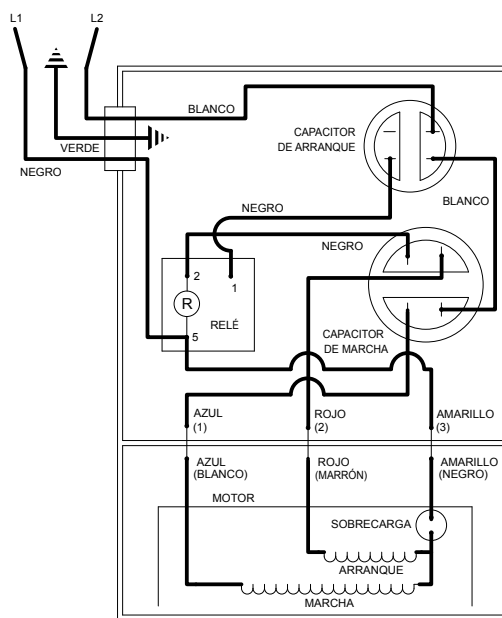 L1
L2
BLANCO
CAPACITOR
DE ARRANQUE
VERDE
NEGRO
BLANCO
NEGRO
NEGRO
2
1
R
RELÉ
5
CAPACITOR
DE MARCHA
AZUL
(1)
ROJO
(2)
AMARILLO
(3)
AZUL
(BLANCO)
ROJO
(MARRÓN)
AMARILLO
(NEGRO)
MOTOR
SOBRECARGA
ARRANQUE
MARCHA